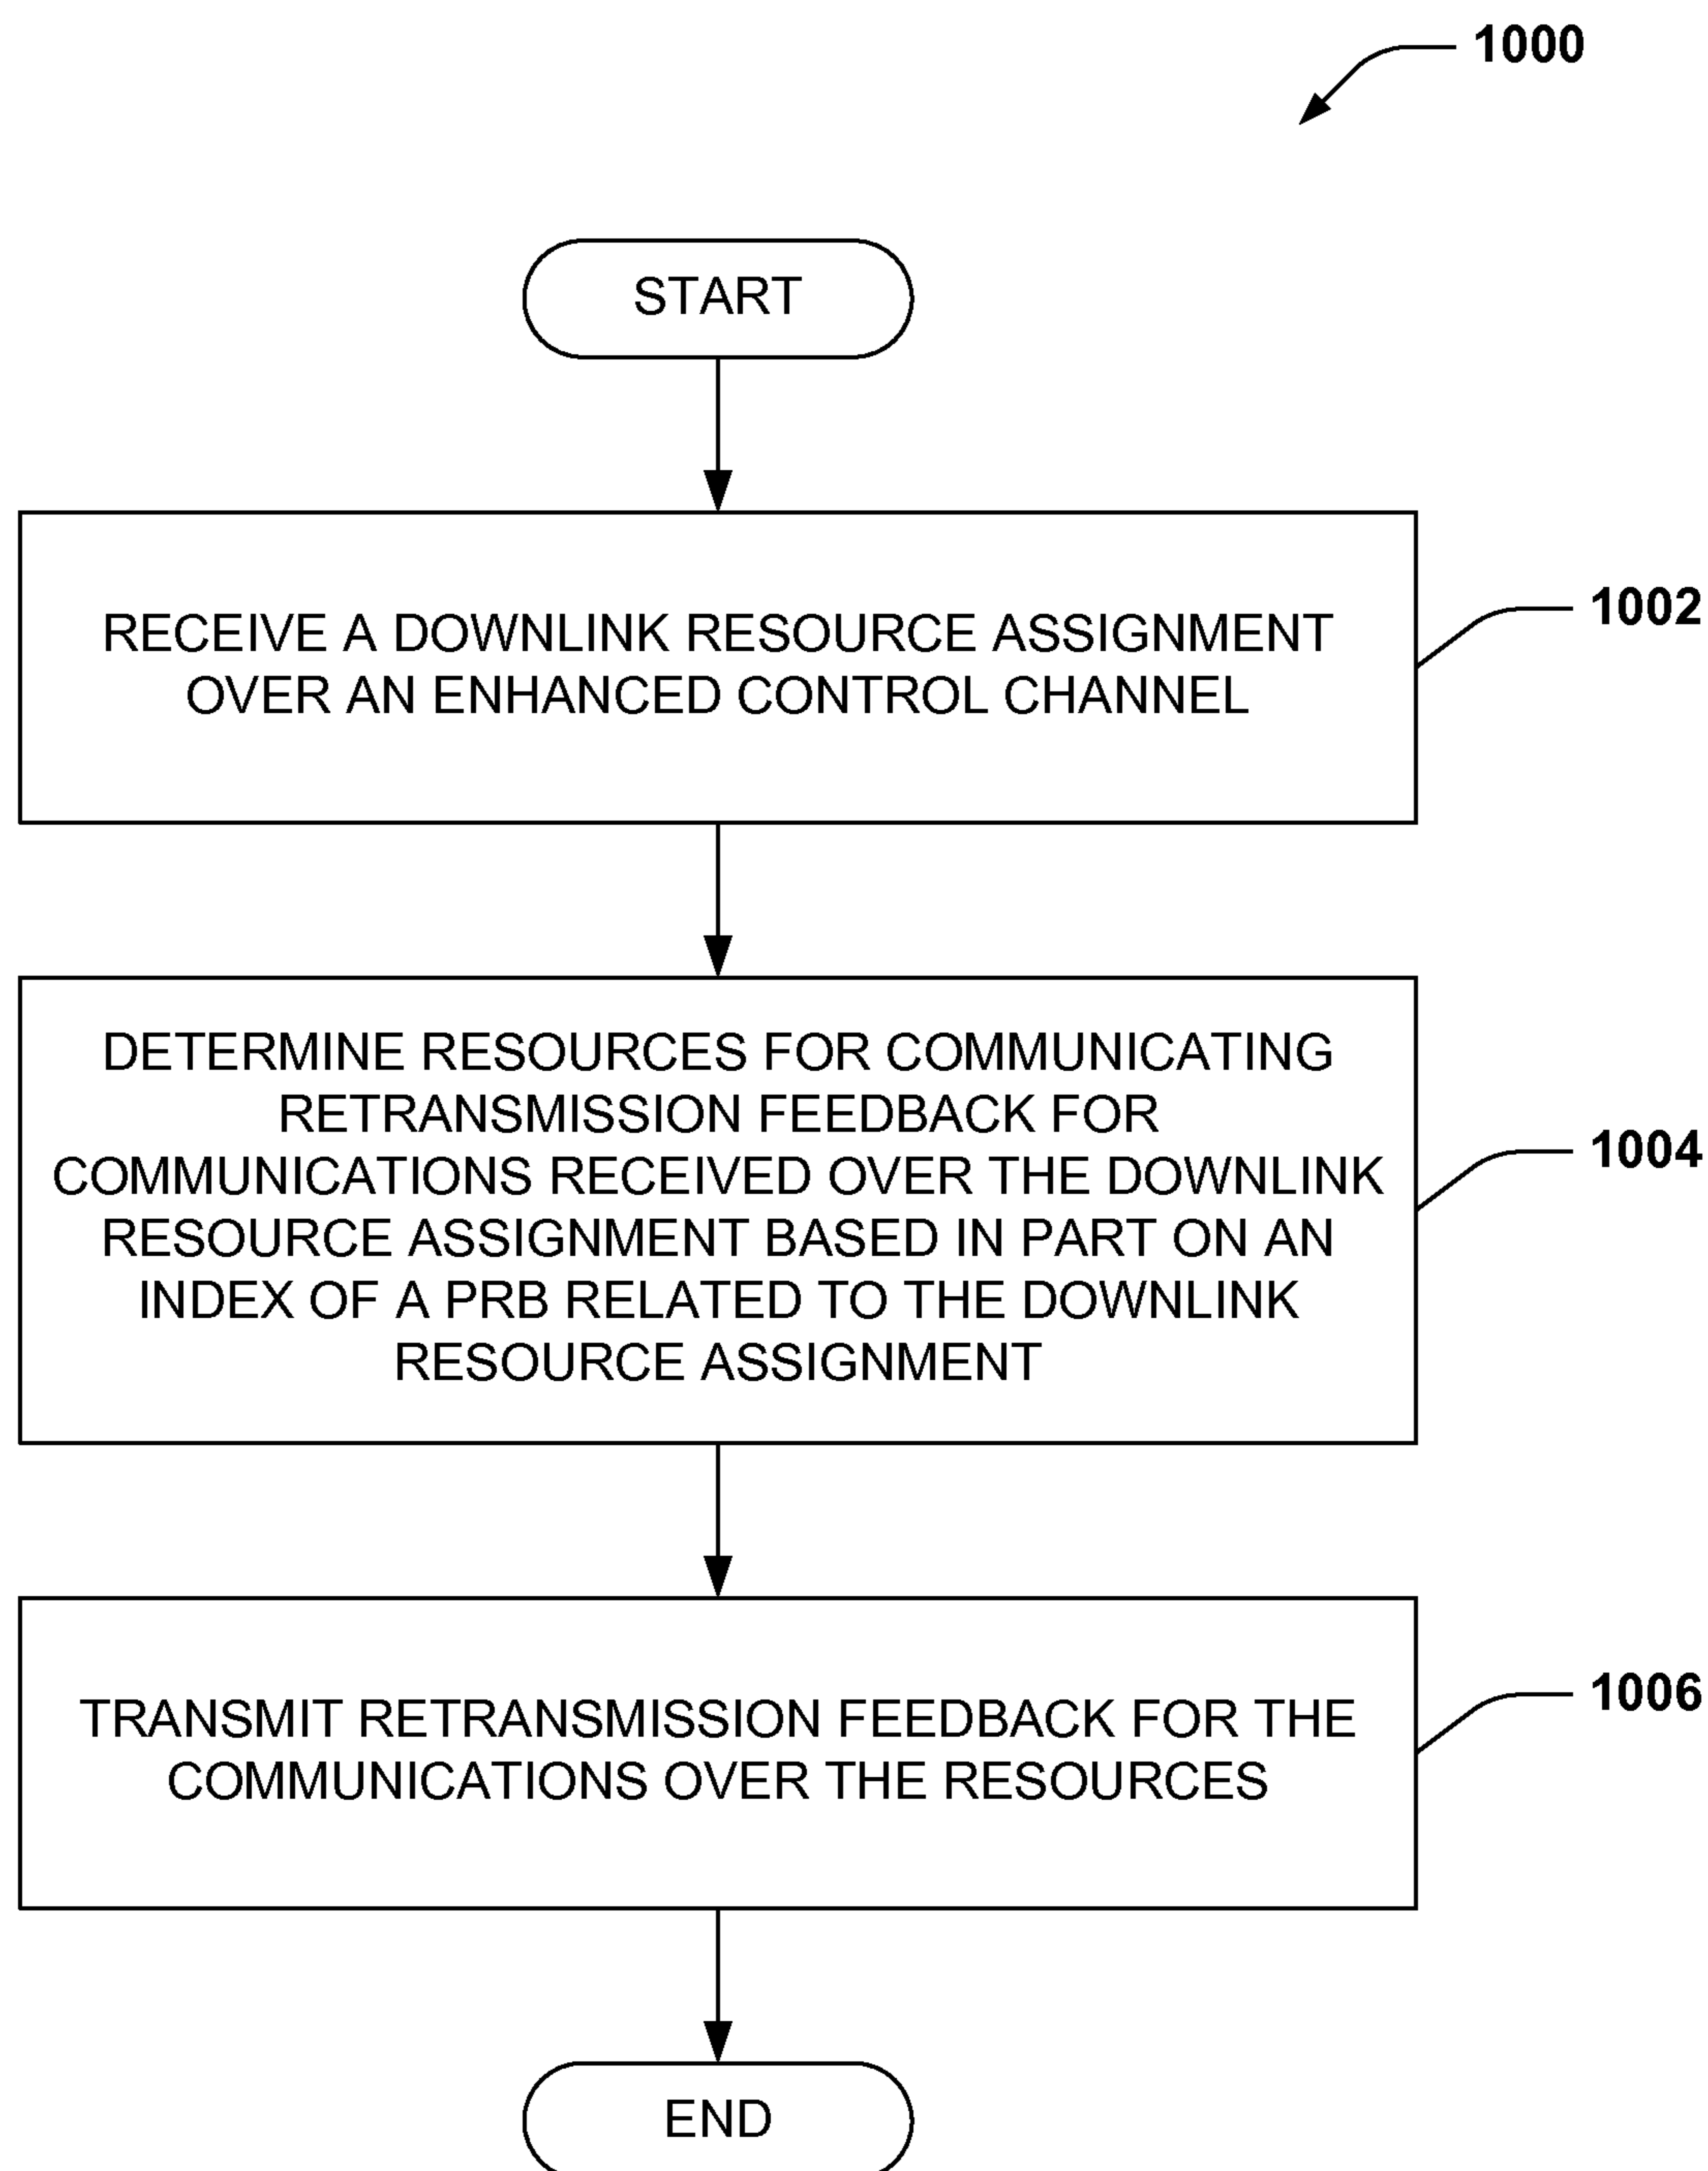 1000
START
RECEIVE A DOWNLINK RESOURCE ASSIGNMENT
OVER AN ENHANCED CONTROL CHANNEL
1002
DETERMINE RESOURCES FOR COMMUNICATING
RETRANSMISSION FEEDBACK FOR
COMMUNICATIONS RECEIVED OVER THE DOWNLINK
RESOURCE ASSIGNMENT BASED IN PART ON AN
INDEX OF A PRB RELATED TO THE DOWNLINK
RESOURCE ASSIGNMENT
1004
TRANSMIT RETRANSMISSION FEEDBACK FOR THE
COMMUNICATIONS OVER THE RESOURCES
1006
END